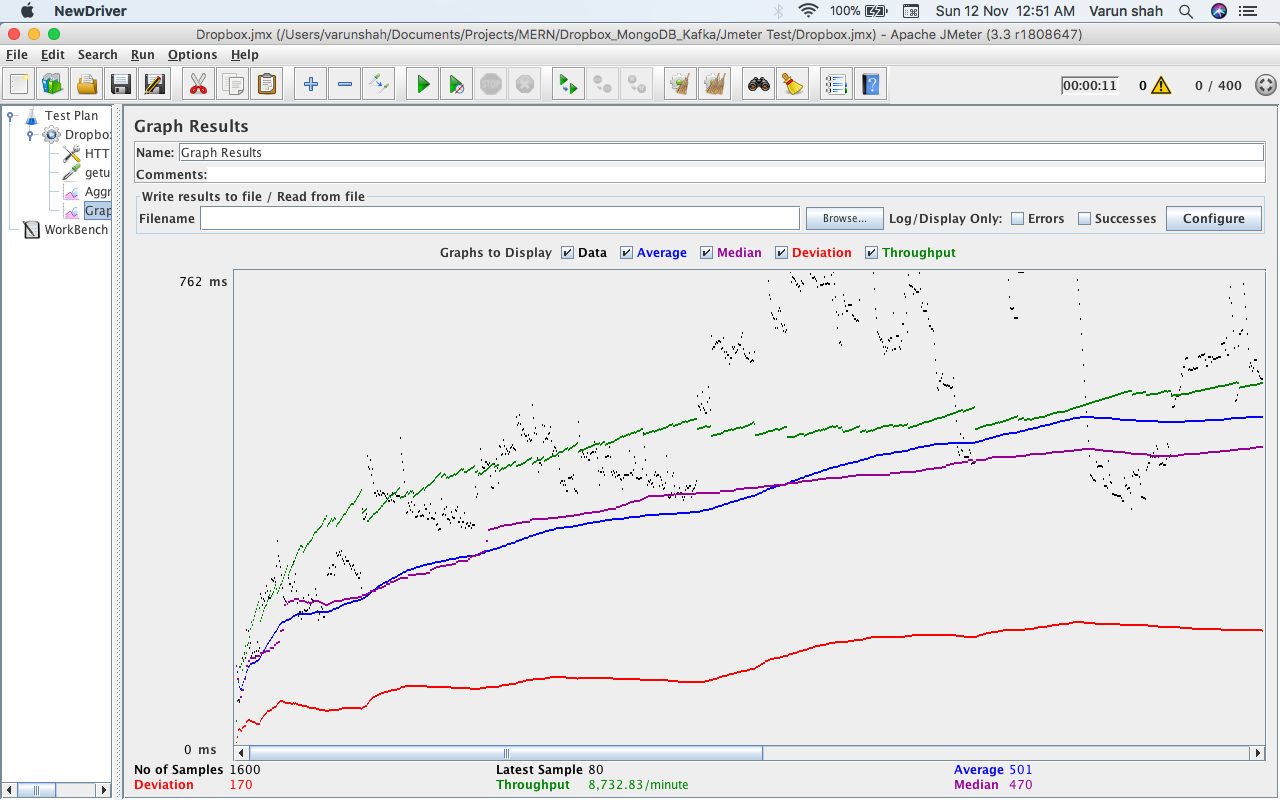 NewDriver 100% Sun 12 Nov 12:51 AM Varun shah
Dropbox.jmx (/Users/varunshah/Documents/Projects/MERN/Dropbox_MongoDB_Kafka/Jmeter Test/Dropbox.jmx) - Apache JMeter (3.3 r1808647)
File Edit Search Run Options Help
STOP 00:00:11 0 0 / 400
Test Plan
Dropbo
HTT
getu
Aggr
Grap
WorkBench
Graph Results
Name: Graph Results
Comments:
Write results to file / Read from file
Filename Browse... Log/Display Only: Errors Successes Configure
Graphs to Display Data Average Median Deviation Throughput
762 ms
0 ms
No of Samples 1600 Latest Sample 80 Average 501
Deviation 170 Throughput 8,732.83/minute Median 470